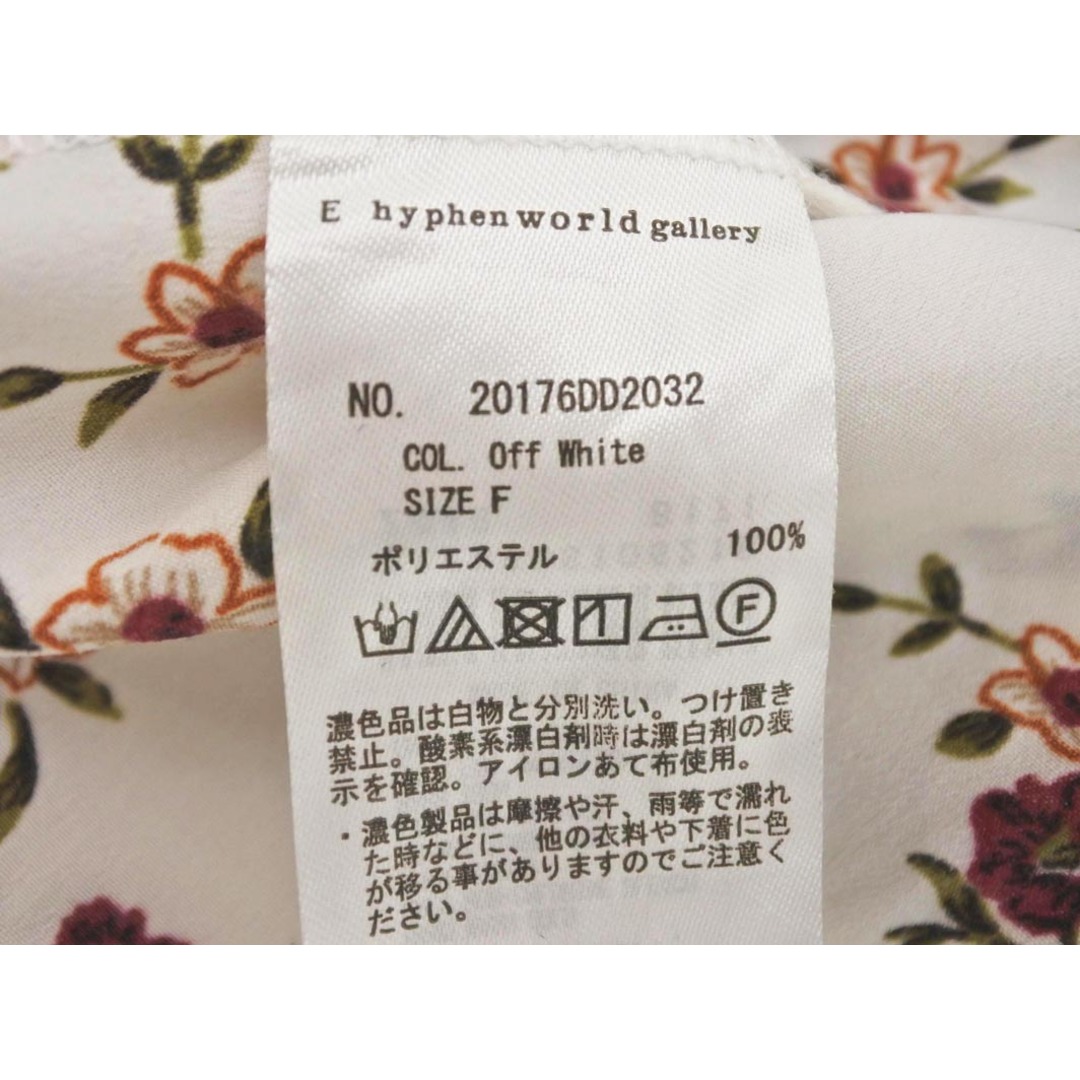 E hyphen world gallery
NO. 20176DD2032
COL. Off White
SIZE F
ポリエステル 100%
F
濃色品は白物と分別洗い。つけ置き
禁止。酸素系漂白剤時は漂白剤の表
示を確認。アイロンあて布使用。
・濃色製品は摩擦や汗、雨等で濡れ
た時などに、他の衣料や下着に色
が移る事がありますのでご注意く
ださい。